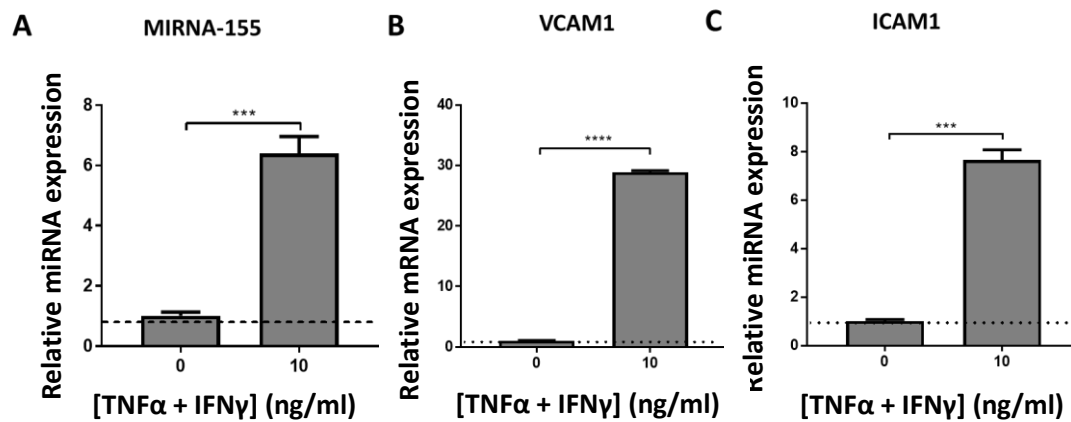 A
MIRNA-155
Relative miRNA expression
8
6
4
2
0
***
0
10
[TNFα + IFNγ] (ng/ml)
B
VCAM1
Relative mRNA expression
40
30
20
10
0
****
0
10
[TNFα + IFNγ] (ng/ml)
C
ICAM1
Relative miRNA expression
10
8
6
4
2
0
***
0
10
[TNFα + IFNγ] (ng/ml)